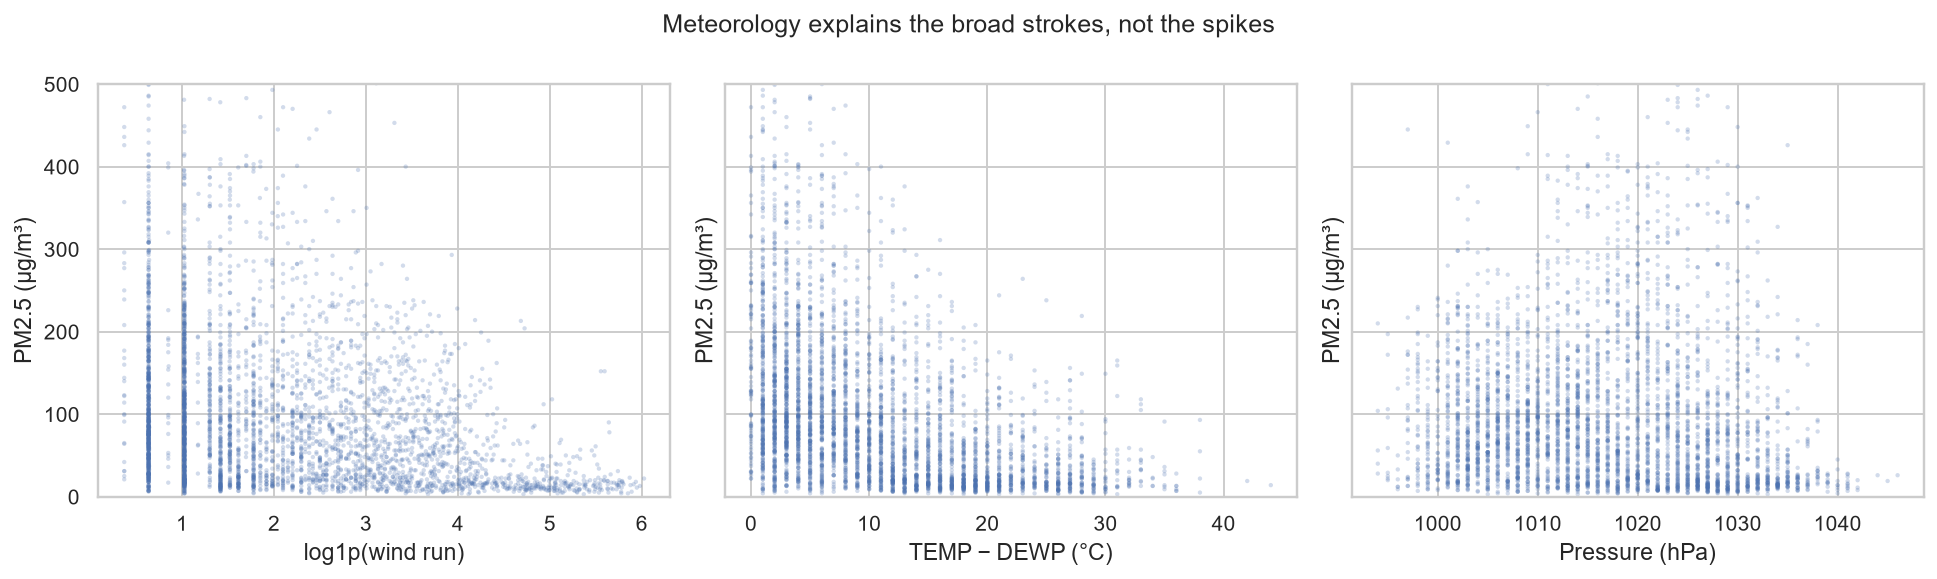 Meteorology explains the broad strokes, not the spikes
500
400
300
200
100
0
PM2.5 (µg/m³)
1 2 3 4 5 6
log1p(wind run)
PM2.5 (µg/m³)
0 10 20 30 40
TEMP − DEWP (°C)
PM2.5 (µg/m³)
1000 1010 1020 1030 1040
Pressure (hPa)